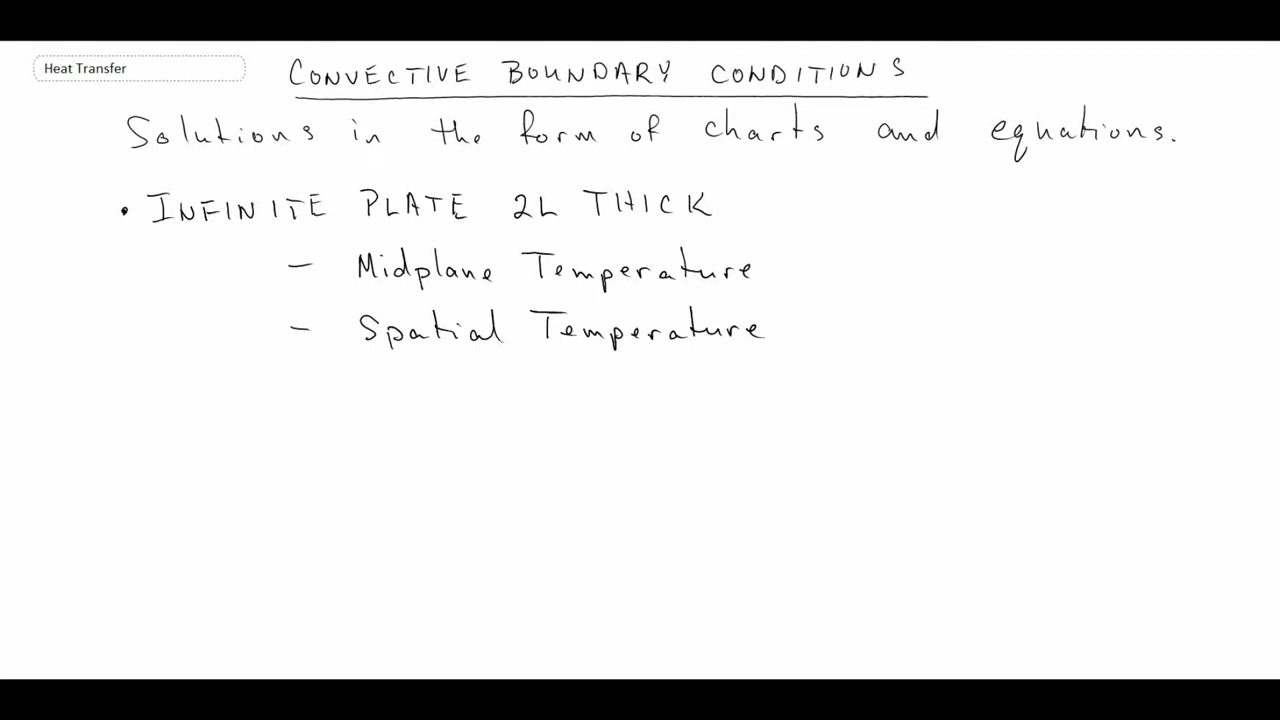 Heat Transfer
CONVECTIVE BOUNDARY CONDITIONS
Solutions in the form of charts and equations.
• INFINITE PLATE 2L THICK
– Midplane Temperature
– Spatial Temperature